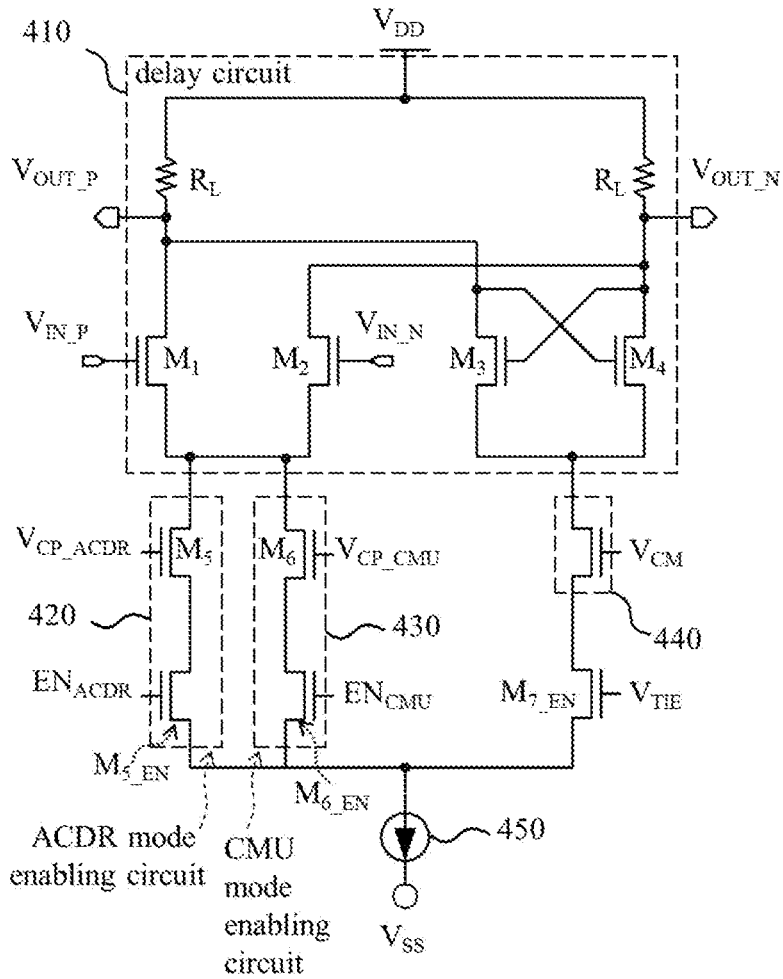 410
V_DD
delay circuit
V_OUT_P
R_L
R_L
V_OUT_N
V_IN_P
M_1
M_2
V_IN_N
M_3
M_4
V_CP_ACDR
M_5
M_6
V_CP_CMU
V_CM
420
430
440
EN_ACDR
EN_CMU
M_7_EN
V_TIE
M_5_EN
M_6_EN
ACDR mode
enabling circuit
CMU
mode
enabling
circuit
450
V_SS